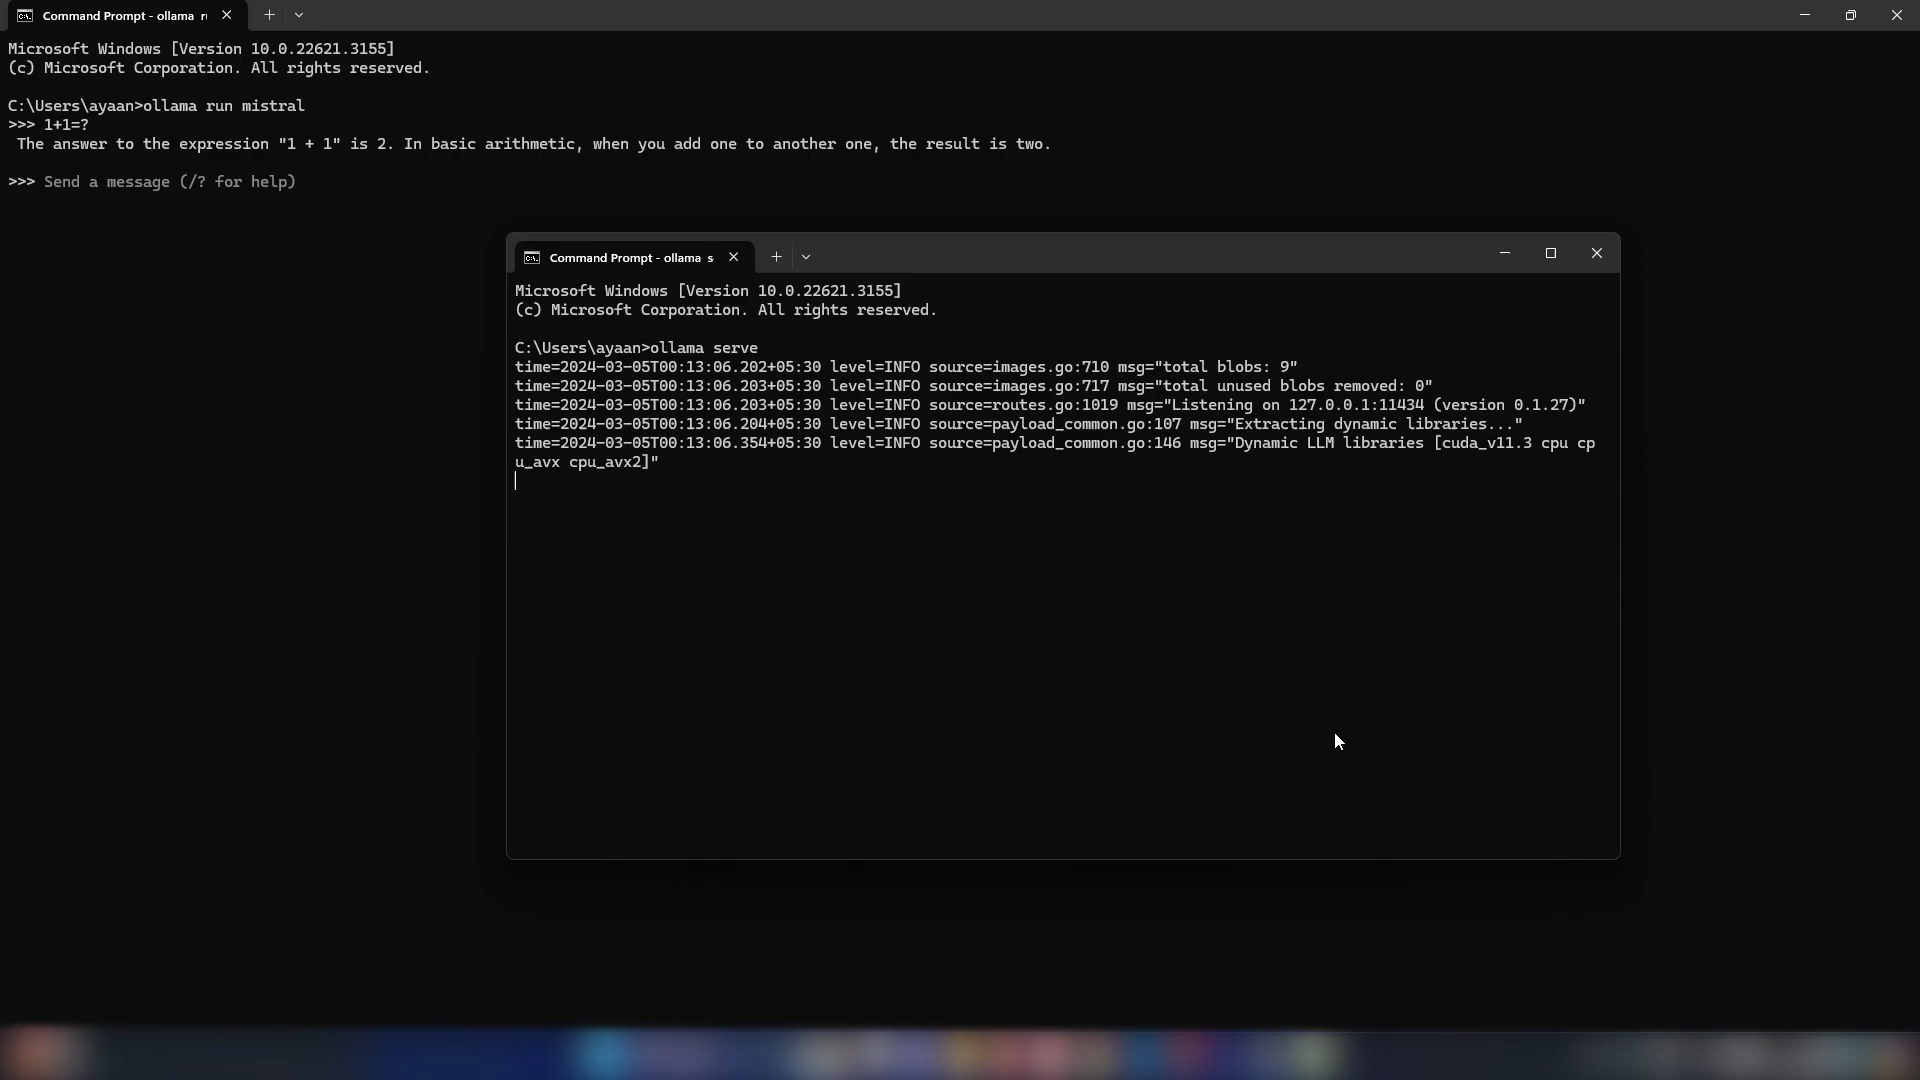 Command Prompt - ollama r
Microsoft Windows [Version 10.0.22621.3155]
(c) Microsoft Corporation. All rights reserved.
C:\Users\ayaan>ollama run mistral
>>> 1+1=?
The answer to the expression "1 + 1" is 2. In basic arithmetic, when you add one to another one, the result is two.
>>> Send a message (/? for help)
Command Prompt - ollama s
Microsoft Windows [Version 10.0.22621.3155]
(c) Microsoft Corporation. All rights reserved.
C:\Users\ayaan>ollama serve
time=2024-03-05T00:13:06.202+05:30 level=INFO source=images.go:710 msg="total blobs: 9"
time=2024-03-05T00:13:06.203+05:30 level=INFO source=images.go:717 msg="total unused blobs removed: 0"
time=2024-03-05T00:13:06.203+05:30 level=INFO source=routes.go:1019 msg="Listening on 127.0.0.1:11434 (version 0.1.27)"
time=2024-03-05T00:13:06.204+05:30 level=INFO source=payload_common.go:107 msg="Extracting dynamic libraries..."
time=2024-03-05T00:13:06.354+05:30 level=INFO source=payload_common.go:146 msg="Dynamic LLM libraries [cuda_v11.3 cpu cp
u_avx cpu_avx2]"